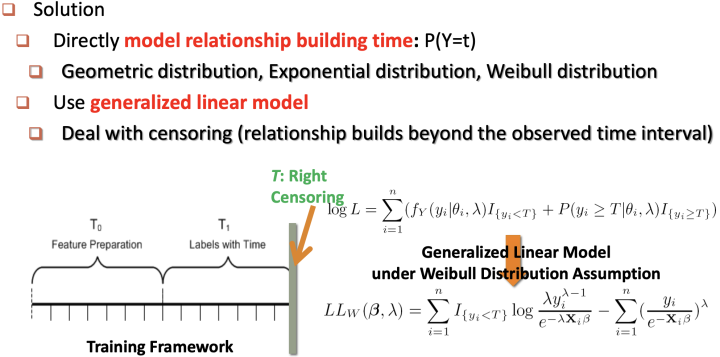 Solution
Directly model relationship building time: P(Y=t)
Geometric distribution, Exponential distribution, Weibull distribution
Use generalized linear model
Deal with censoring (relationship builds beyond the observed time interval)
T: Right
Censoring
log L = \sum_{i=1}^{n} (f_Y(y_i|\theta_i, \lambda) I_{\{y_i<T\}} + P(y_i \geq T|\theta_i, \lambda) I_{\{y_i \geq T\}})
T₀
Feature Preparation
T₁
Labels with Time
Generalized Linear Model
under Weibull Distribution Assumption
LL_W(\boldsymbol{\beta}, \lambda) = \sum_{i=1}^{n} I_{\{y_i<T\}} \log \frac{\lambda y_i^{\lambda-1}}{e^{-\lambda \mathbf{X}_i \beta}} - \sum_{i=1}^{n} (\frac{y_i}{e^{-\mathbf{X}_i \beta}})^{\lambda}
Training Framework